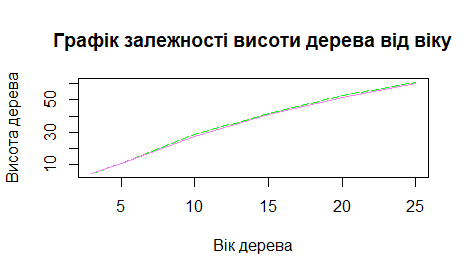 Графік залежності висоти дерева від віку
Висота дерева
50
30
10
5 10 15 20 25
Вік дерева